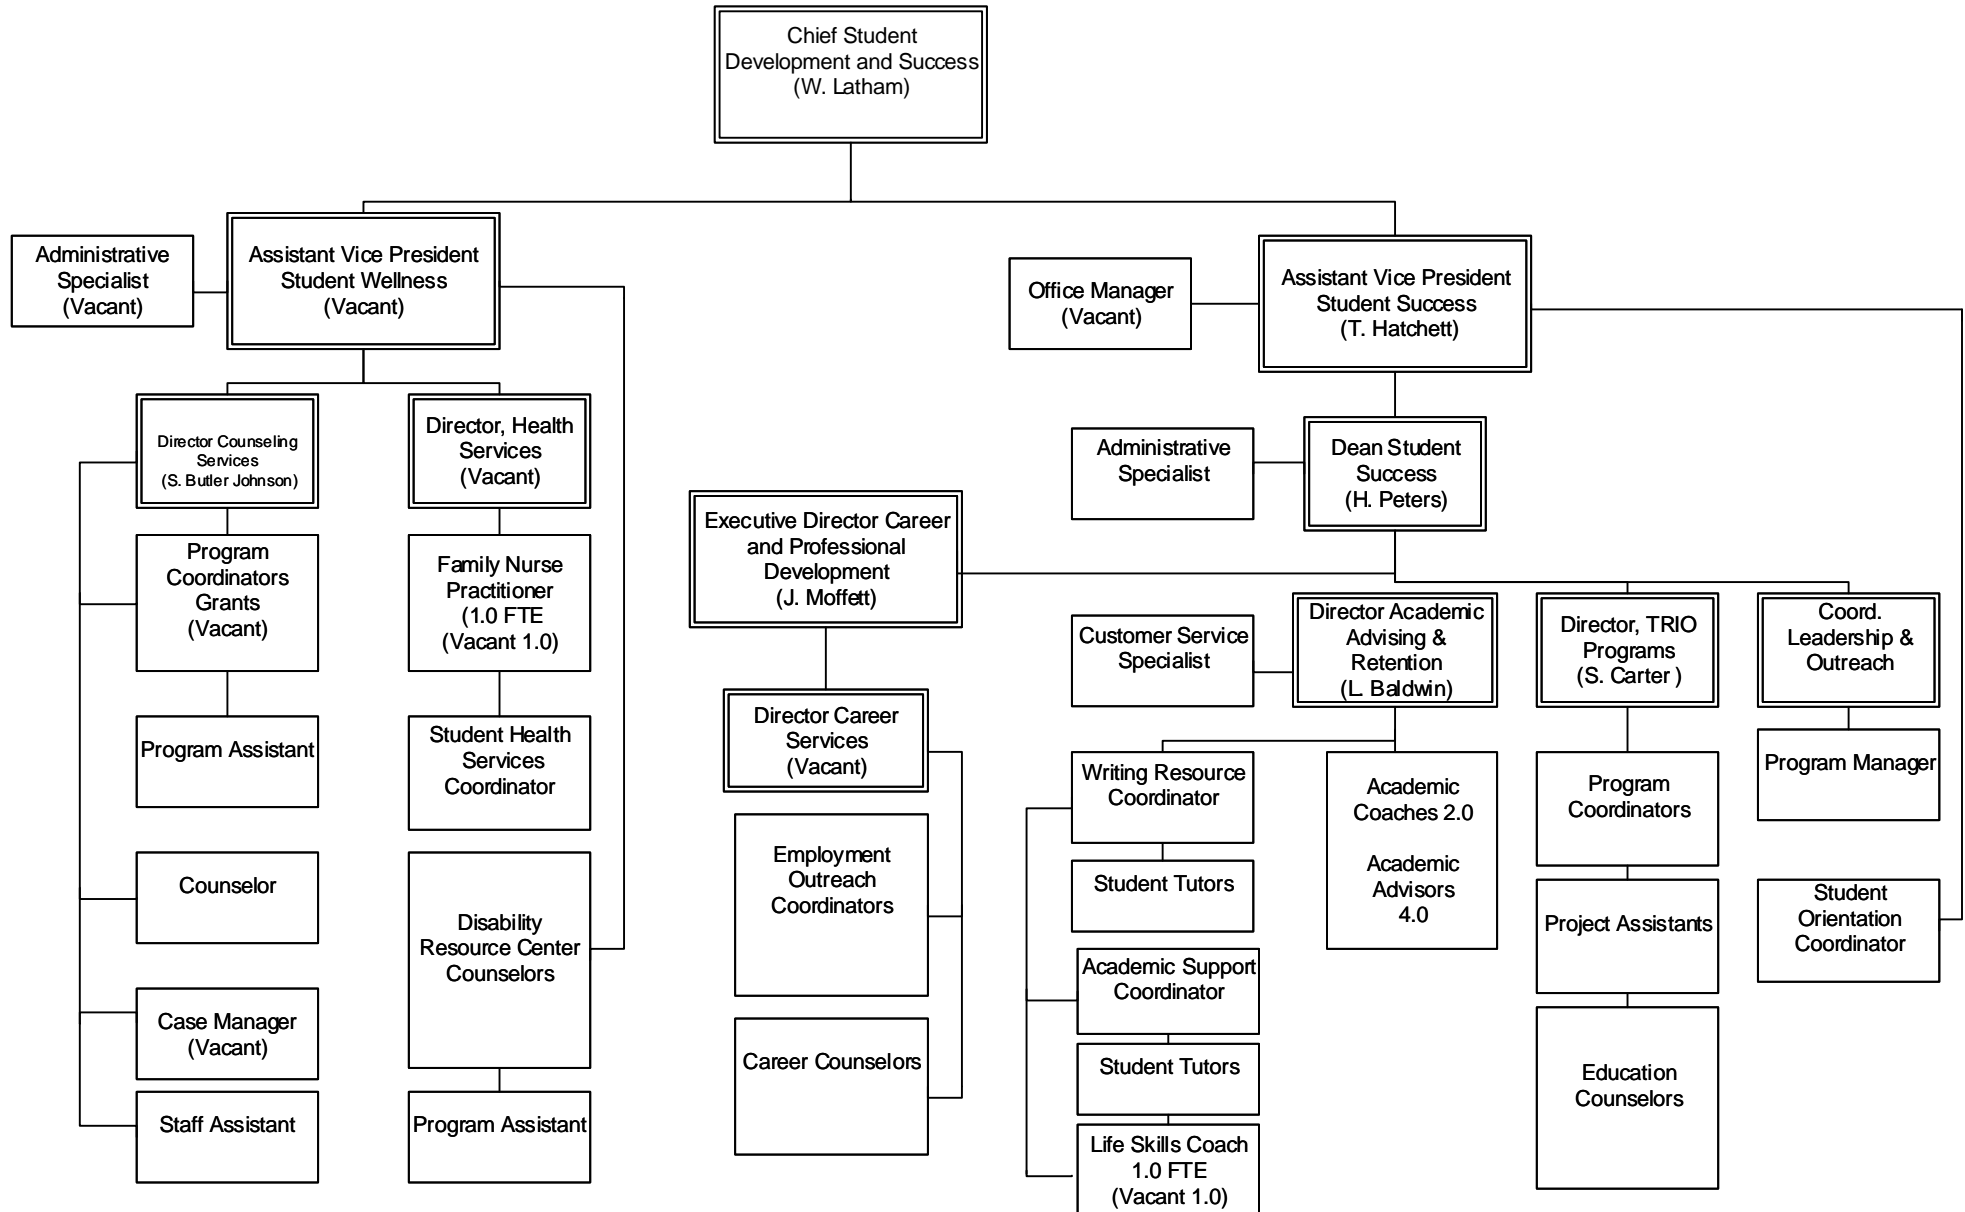 Chief Student
Development and Success
(W. Latham)
Administrative
Specialist
(Vacant)
Assistant Vice President
Student Wellness
(Vacant)
Office Manager
(Vacant)
Assistant Vice President
Student Success
(T. Hatchett)
Director Counseling
Services
(S. Butler Johnson)
Director, Health
Services
(Vacant)
Administrative
Specialist
Dean Student
Success
(H. Peters)
Executive Director Career
and Professional
Development
(J. Moffett)
Program
Coordinators
Grants
(Vacant)
Family Nurse
Practitioner
(1.0 FTE
(Vacant 1.0)
Customer Service
Specialist
Director Academic
Advising &
Retention
(L. Baldwin)
Director, TRIO
Programs
(S. Carter )
Coord.
Leadership &
Outreach
Program Assistant
Student Health
Services
Coordinator
Director Career
Services
(Vacant)
Writing Resource
Coordinator
Academic
Coaches 2.0
Academic
Advisors
4.0
Program
Coordinators
Program Manager
Counselor
Disability
Resource Center
Counselors
Employment
Outreach
Coordinators
Student Tutors
Project Assistants
Student
Orientation
Coordinator
Academic Support
Coordinator
Case Manager
(Vacant)
Career Counselors
Student Tutors
Education
Counselors
Staff Assistant
Program Assistant
Life Skills Coach
1.0 FTE
(Vacant 1.0)